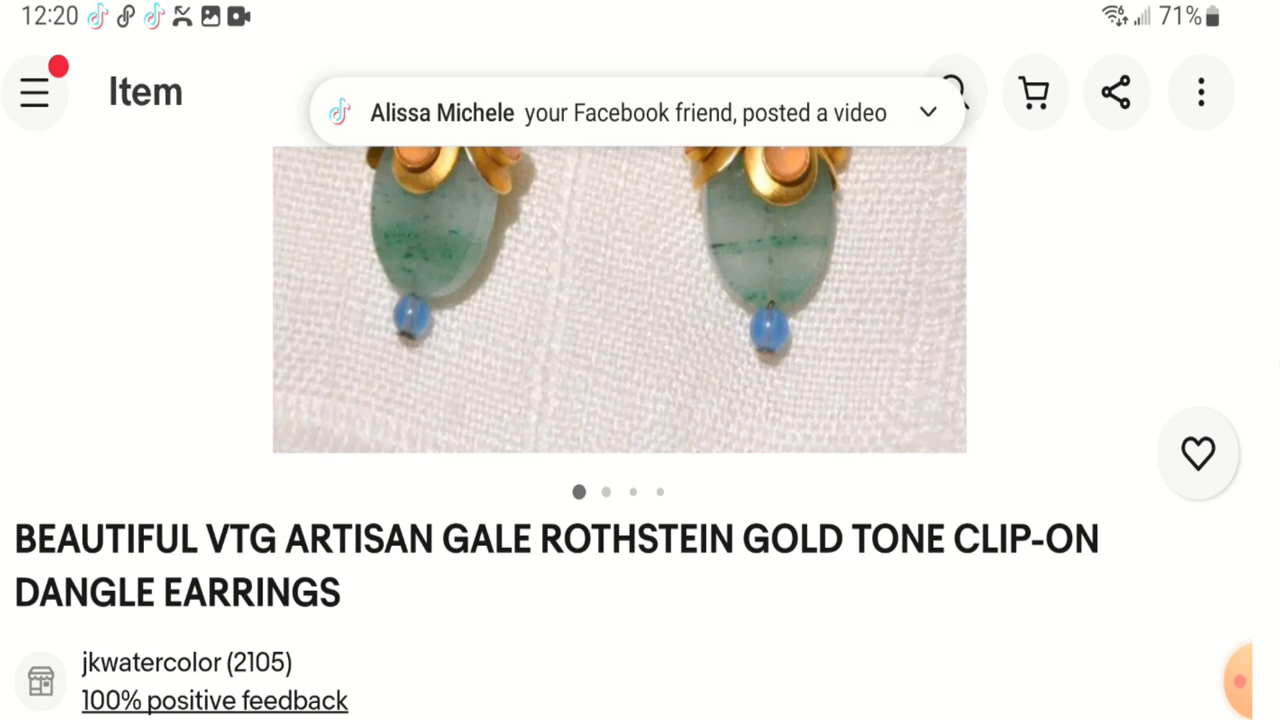 12:20 71%
Item
Alissa Michele your Facebook friend, posted a video
BEAUTIFUL VTG ARTISAN GALE ROTHSTEIN GOLD TONE CLIP-ON
DANGLE EARRINGS
jkwatercolor (2105)
100% positive feedback